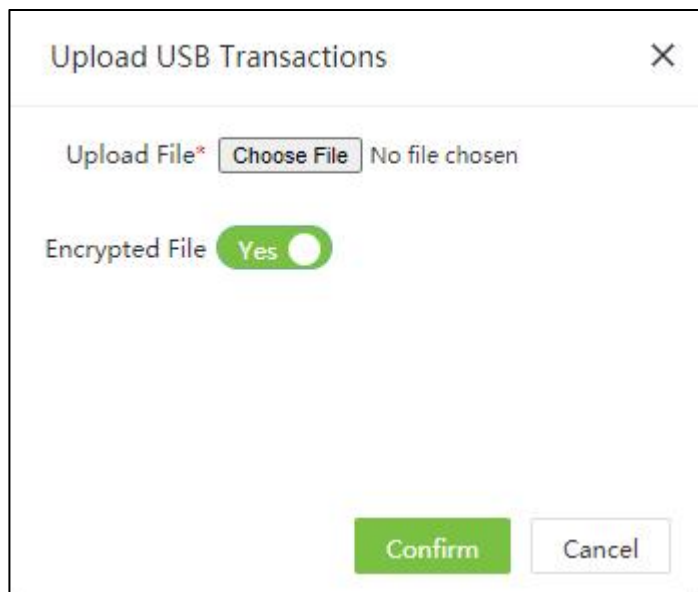 Upload USB Transactions
Upload File* Choose File No file chosen
Encrypted File Yes
Confirm Cancel